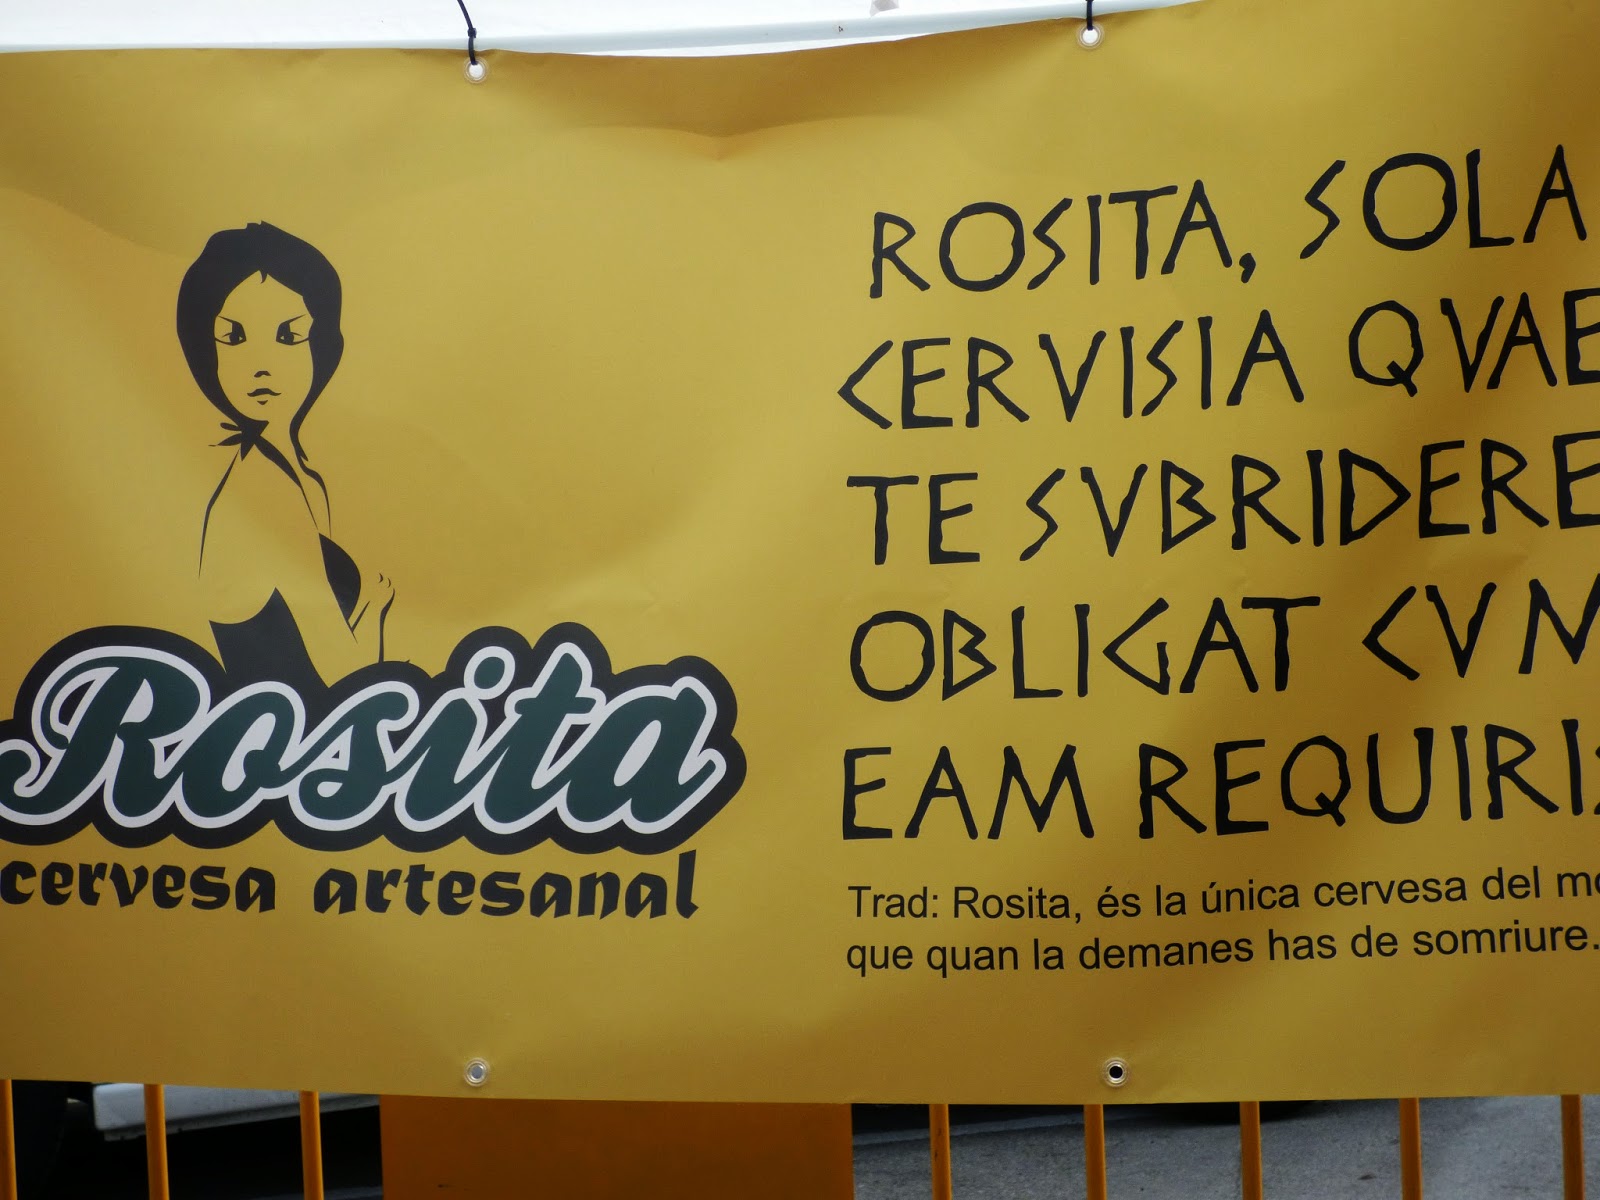 Rosita
cervesa artesanal
ROSITA, SOLA
CERVISIA QVAE
TE SVBRIDERE
OBLIGAT CVM
EAM
Trad: Rosita, és la única cervesa del
que quan la demanes has de somriure.